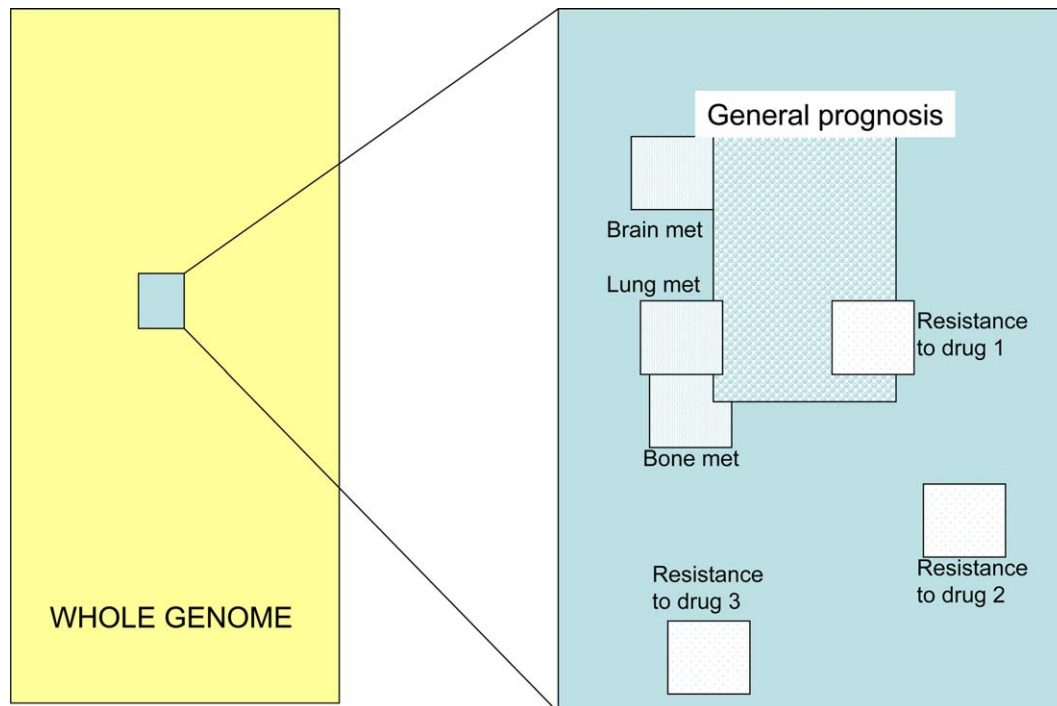 WHOLE GENOME
General prognosis
Brain met
Lung met
Bone met
Resistance
to drug 1
Resistance
to drug 2
Resistance
to drug 3